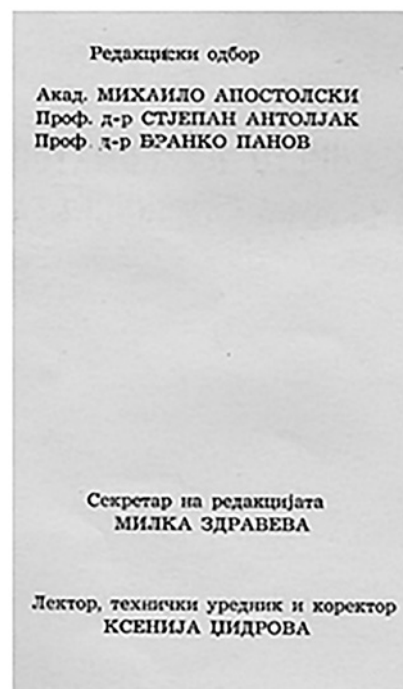 Редакциски одбор
Акад. МИХАИЛО АПОСТОЛСКИ
Проф. д-р СТЈЕПАН АНТОЛЈАК
Проф. д-р БРАНКО ПАНОВ
Секретар на редакцијата
МИЛКА ЗДРАВЕВА
Лектор, технички уредник и коректор
КСЕНИЈА ЏИДРОВА